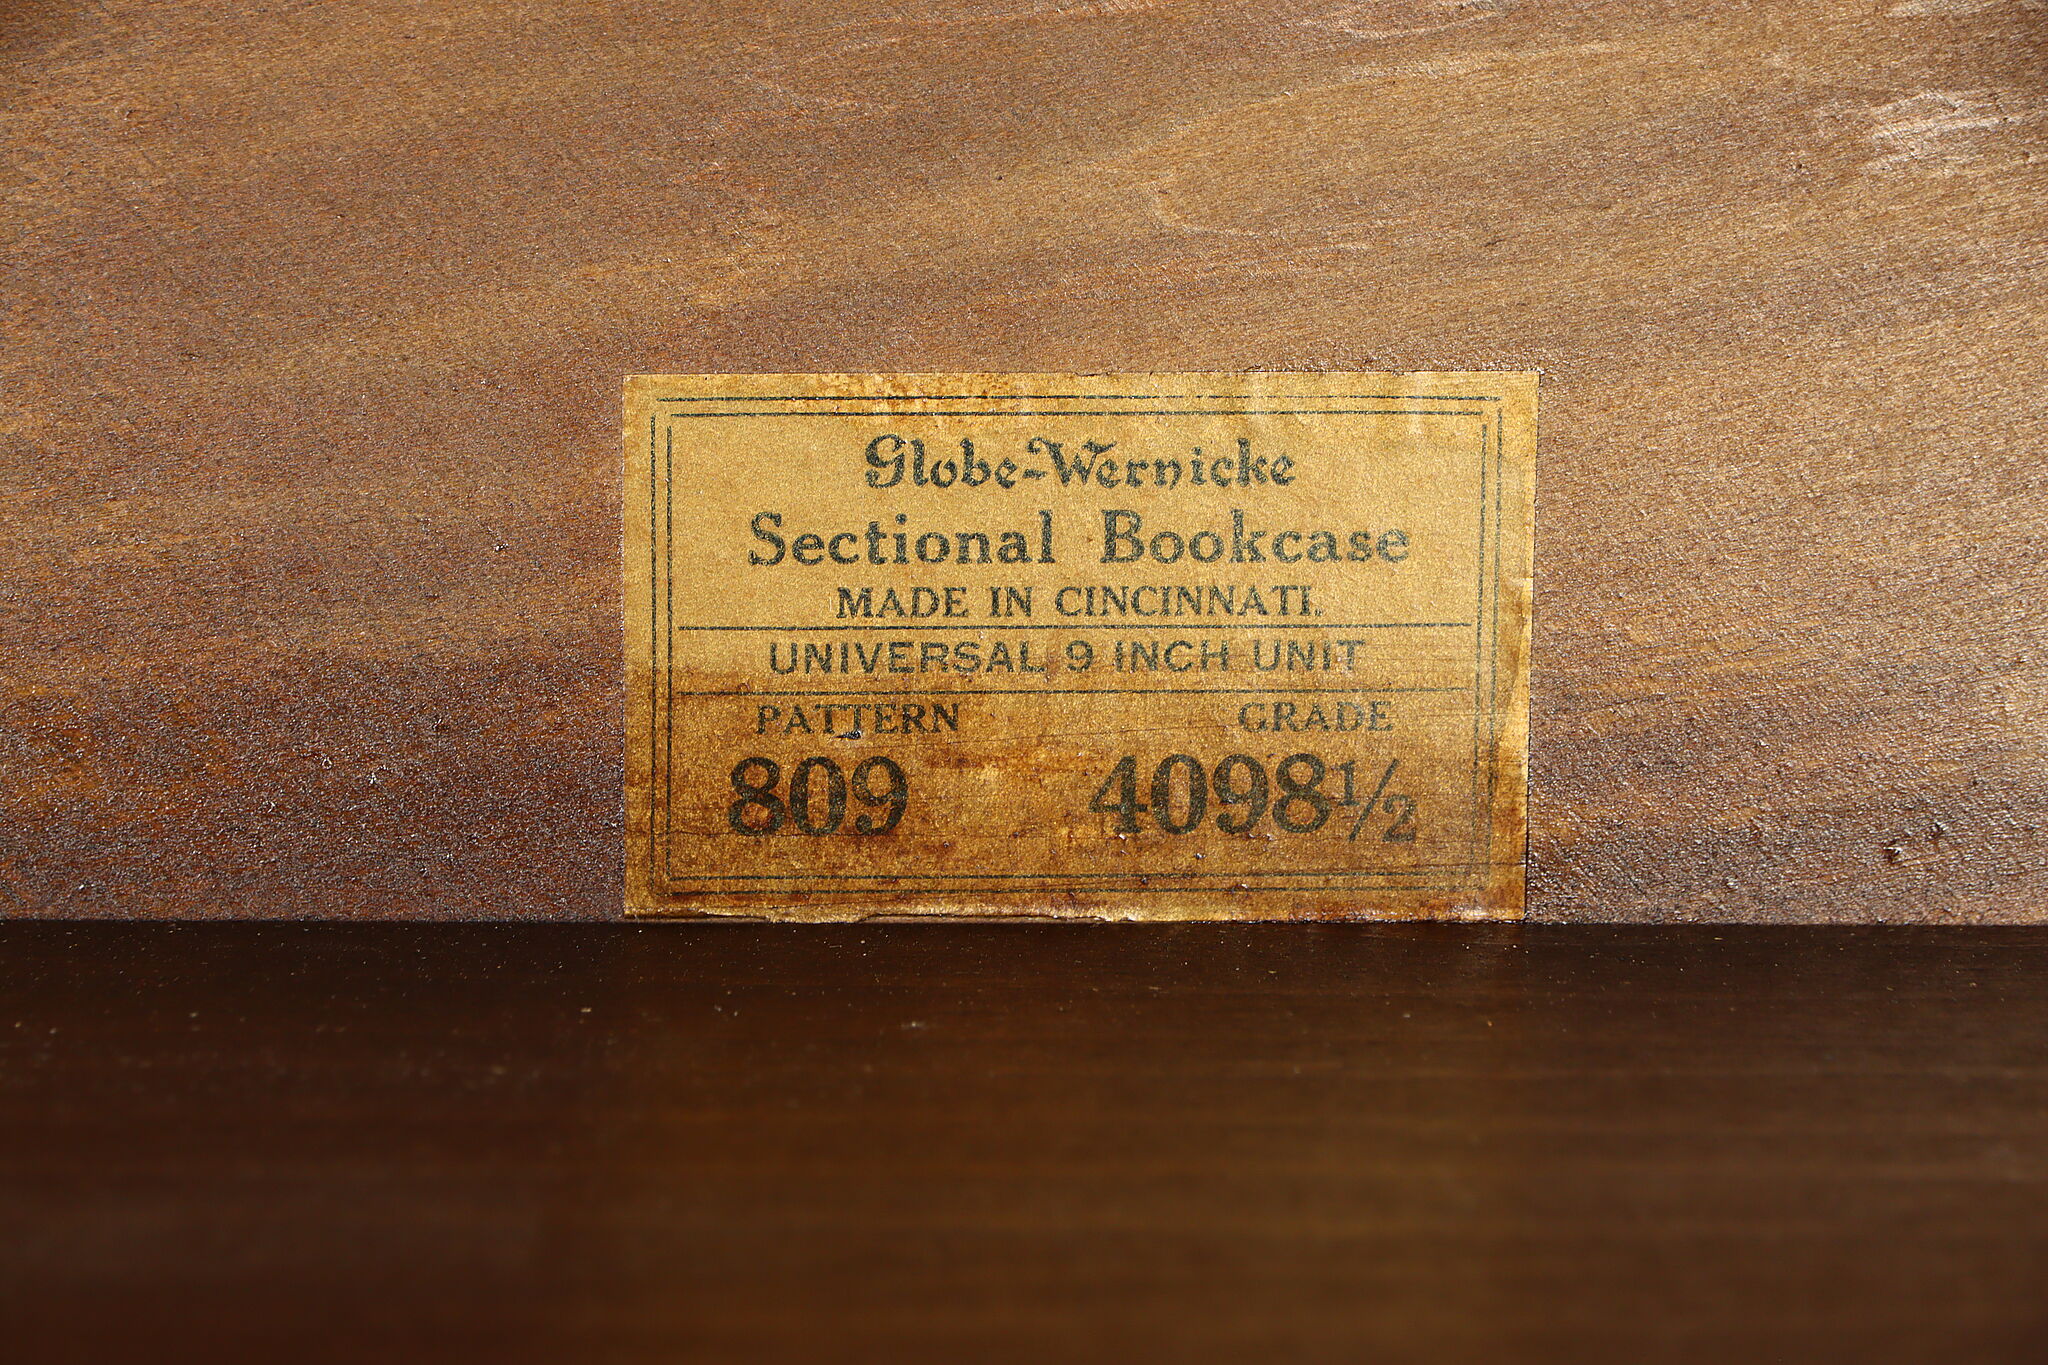 Globe-Wernicke
Sectional Bookcase
MADE IN CINCINNATI.
UNIVERSAL 9 INCH UNIT
PATTERN GRADE
809 4098½